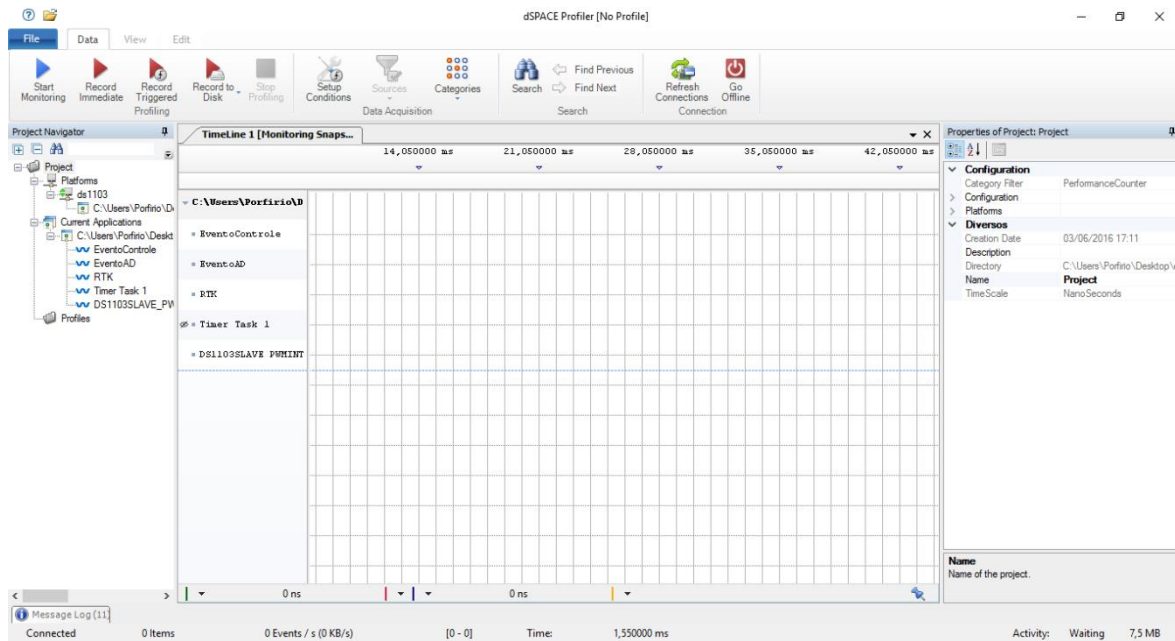 dSPACE Profiler [No Profile]
File Data View Edit
Start Monitoring
Record Immediate
Record Triggered
Record to Disk
Stop Profiling
Profiling
Setup Conditions
Sources
Categories
Data Acquisition
Search
Find Previous
Find Next
Search
Refresh Connections
Go Offline
Connection
Project Navigator
Project
Platforms
ds1103
C:\Users\Porfirio\D
Current Applications
C:\Users\Porfirio\Deskt
EventoControle
EventoAD
RTK
Timer Task 1
DS1103SLAVE_PW
Profiles
TimeLine 1 [Monitoring Snaps...
14,050000 ms 21,050000 ms 28,050000 ms 35,050000 ms 42,050000 ms
C:\Users\Porfirio\D
EventoControle
EventoAD
RTK
Timer Task 1
DS1103SLAVE PWMINT
0 ns 0 ns
Properties of Project: Project
Configuration
Category Filter PerformanceCounter
Configuration
Platforms
Diversos
Creation Date 03/06/2016 17:11
Description
Directory C:\Users\Porfirio\Desktop\
Name Project
TimeScale NanoSeconds
Name
Name of the project.
Message Log (11)
Connected 0 Items 0 Events / s (0 KB/s) [0 - 0] Time: 1,550000 ms Activity: Waiting 7,5 MB